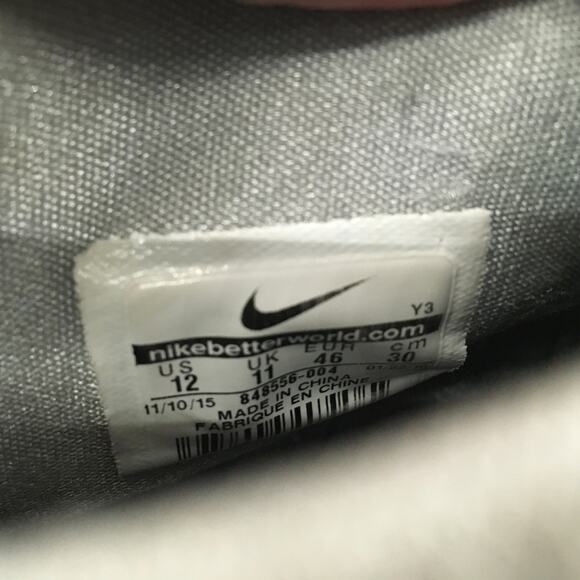 Y3
nikebetterworld.com
US UK EUR cm
12 11 46 30
11/10/15 848556-004
MADE IN CHINA
FABRIQUE EN CHINE